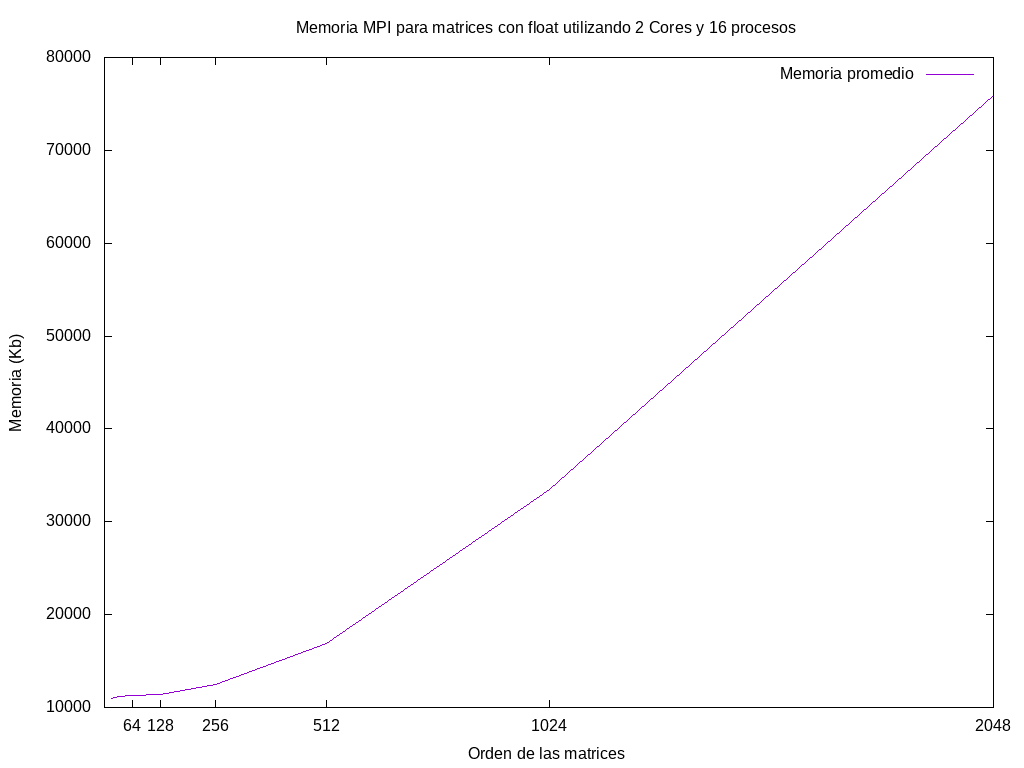 Memoria MPI para matrices con float utilizando 2 Cores y 16 procesos
Memoria promedio
80000
70000
60000
50000
40000
30000
20000
10000
Memoria (Kb)
64 128 256 512 1024 2048
Orden de las matrices